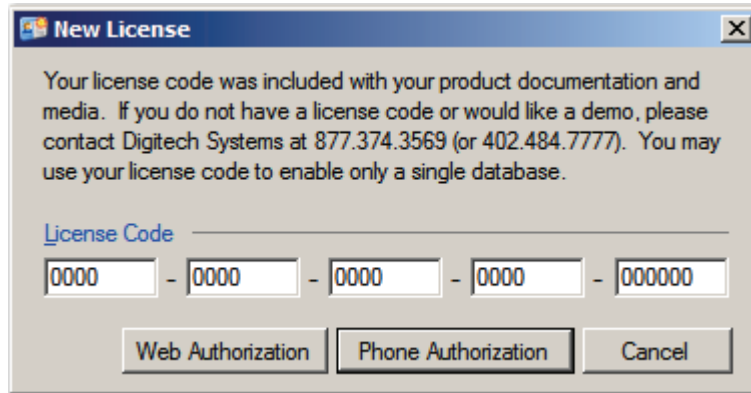 New License
Your license code was included with your product documentation and
media. If you do not have a license code or would like a demo, please
contact Digitech Systems at 877.374.3569 (or 402.484.7777). You may
use your license code to enable only a single database.
License Code
0000 - 0000 - 0000 - 0000 - 000000
Web Authorization Phone Authorization Cancel